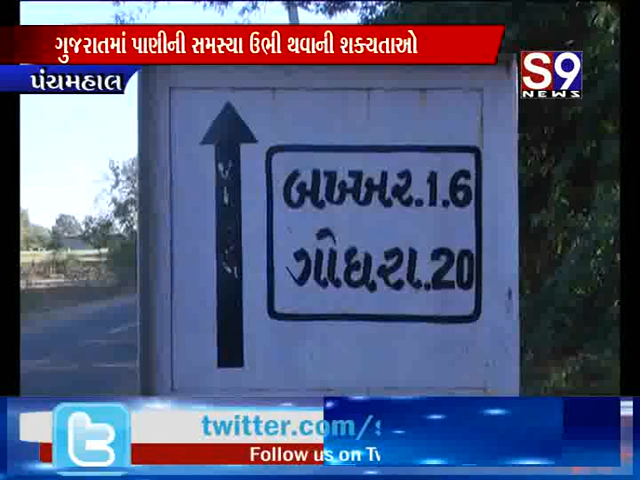 ગુજરાતમાં પાણીની સમસ્યા ઉભી થવાની શક્યતાઓ
પંચમહાલ
S9
NEWS
બખ્ખર.1.6
ગોધરા.20
twitter.com/s
Follow us on Tw